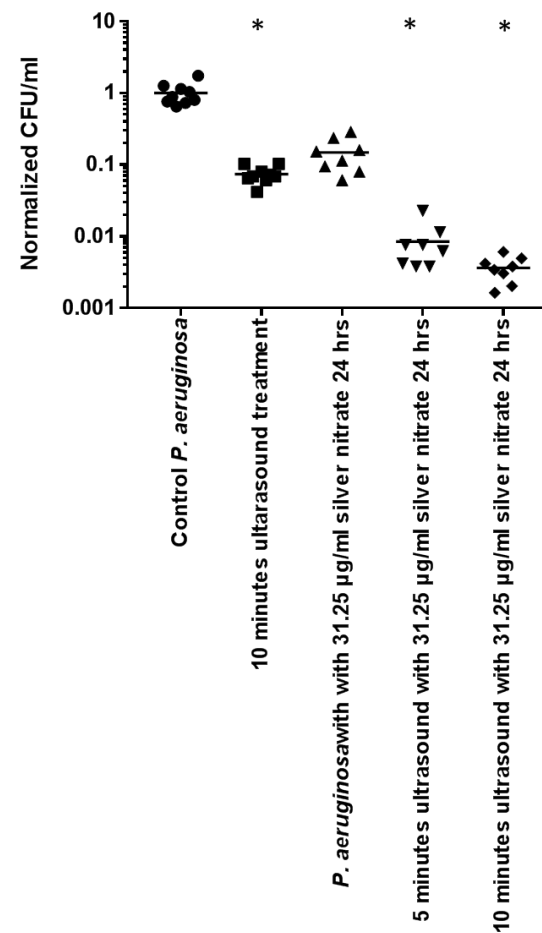 Normalized CFU/ml
10
1
0.1
0.01
0.001
*
*
*
Control P. aeruginosa
10 minutes ultarasound treatment
P. aeruginosawith with 31.25 µg/ml silver nitrate 24 hrs
5 minutes ultrasound with 31.25 µg/ml silver nitrate 24 hrs
10 minutes ultrasound with 31.25 µg/ml silver nitrate 24 hrs